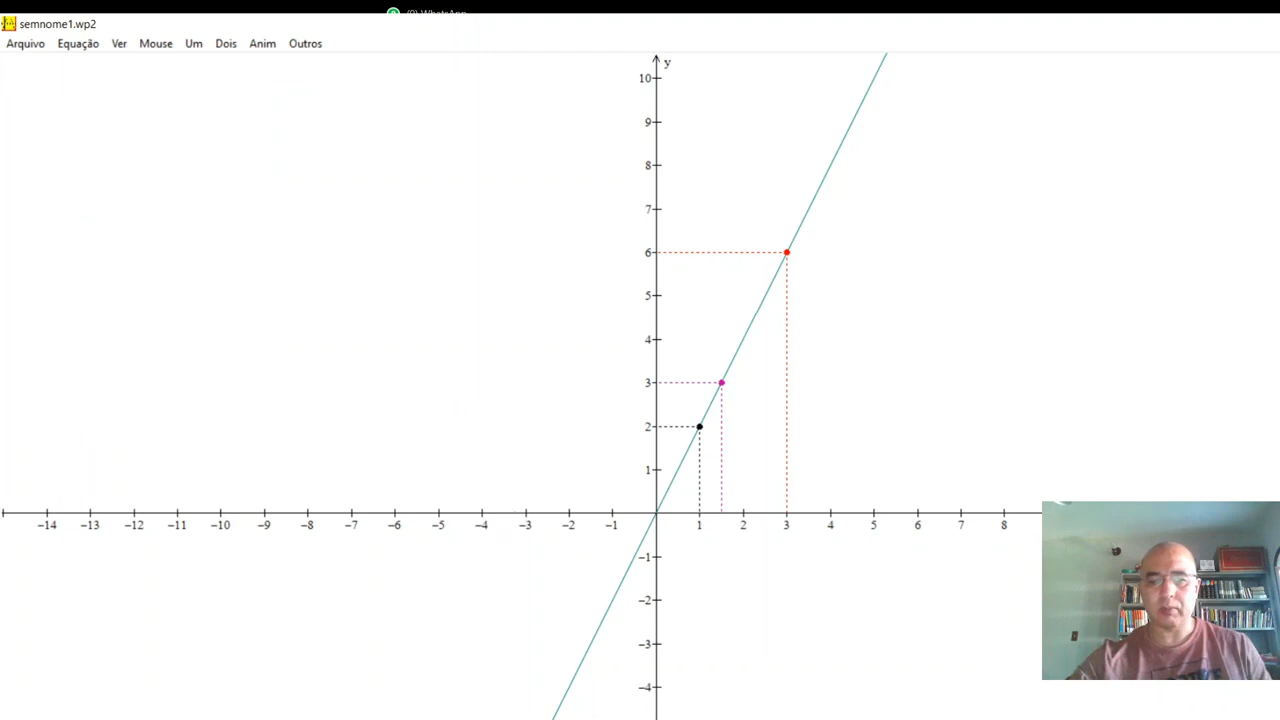 (0) WhatsApp
semnome1.wp2
Arquivo Equação Ver Mouse Um Dois Anim Outros
y
10
9
8
7
6
5
4
3
2
1
−14 −13 −12 −11 −10 −9 −8 −7 −6 −5 −4 −3 −2 −1 1 2 3 4 5 6 7 8
−1
−2
−3
−4